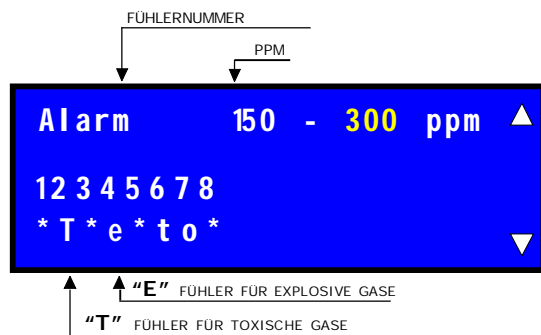 FÜHLERNUMMER
PPM
Alarm 150 - 300 ppm
12345678
*T*e*to*
"E" FÜHLER FÜR EXPLOSIVE GASE
"T" FÜHLER FÜR TOXISCHE GASE